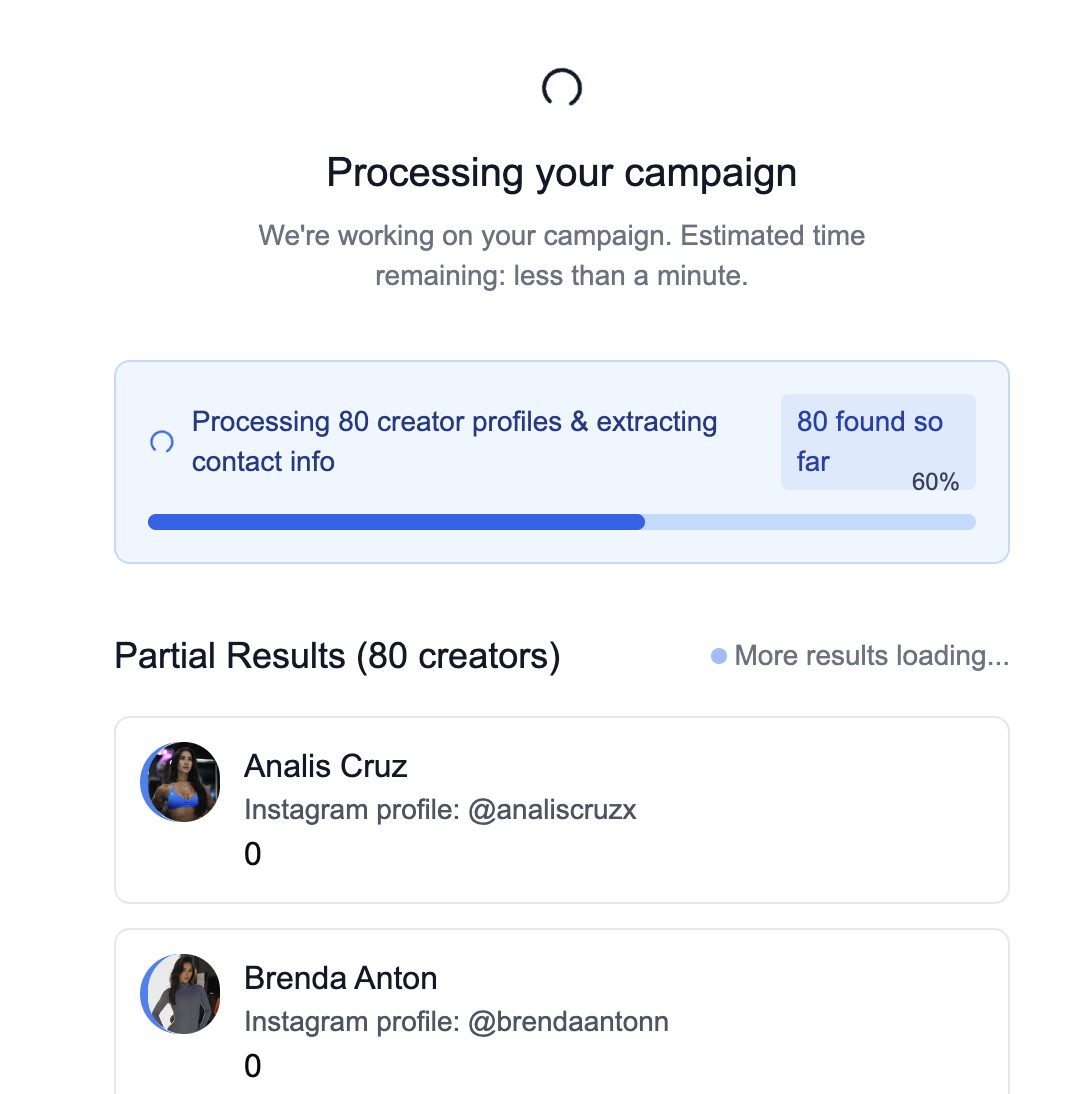 Processing your campaign
We're working on your campaign. Estimated time
remaining: less than a minute.
Processing 80 creator profiles & extracting
contact info
80 found so
far
60%
Partial Results (80 creators)
More results loading...
Analis Cruz
Instagram profile: @analiscruzx
0
Brenda Anton
Instagram profile: @brendaantonn
0